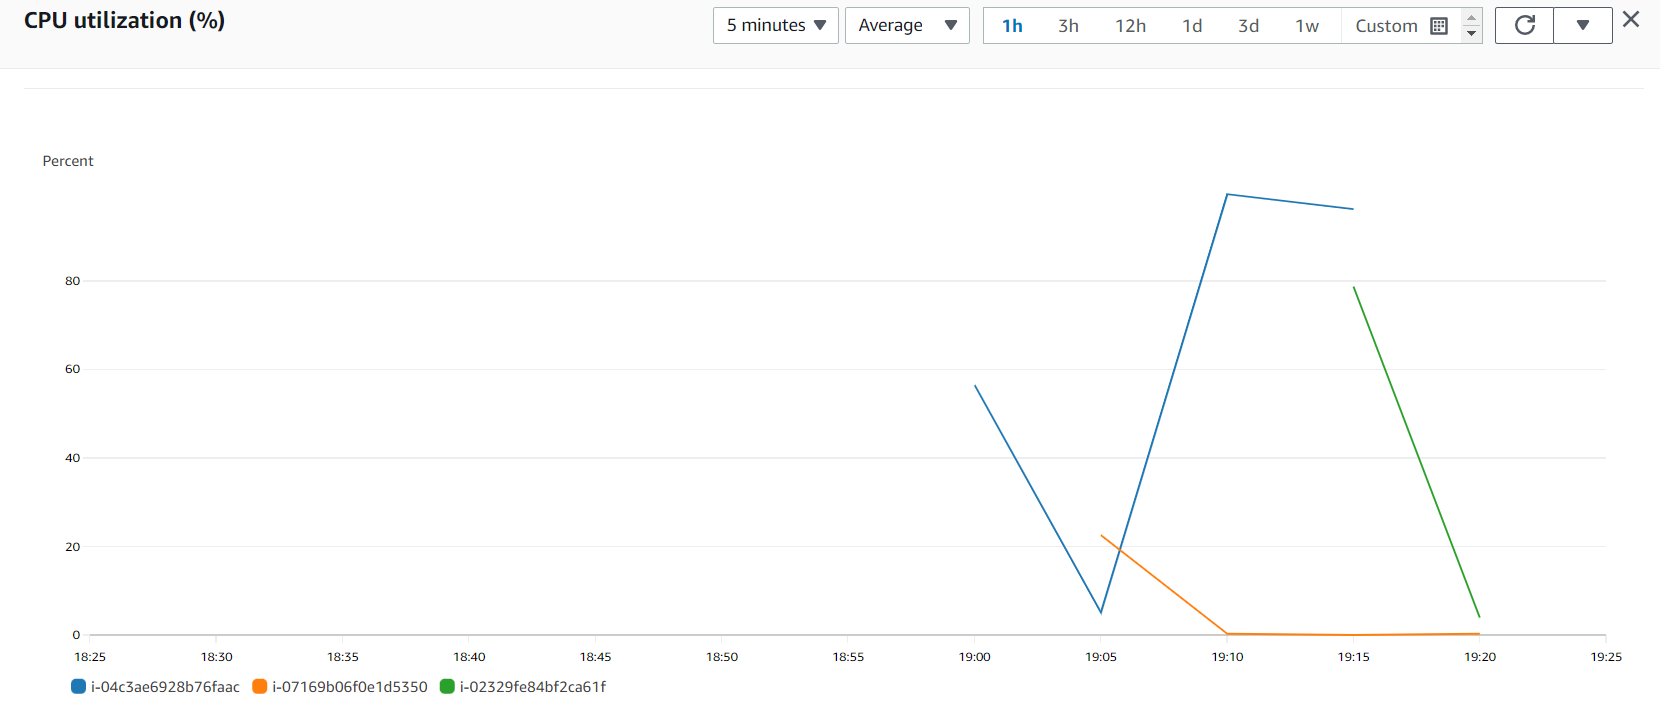 CPU utilization (%)
5 minutes
Average
1h 3h 12h 1d 3d 1w Custom
Percent
80
60
40
20
0
18:25 18:30 18:35 18:40 18:45 18:50 18:55 19:00 19:05 19:10 19:15 19:20 19:25
i-04c3ae6928b76faac i-07169b06f0e1d5350 i-02329fe84bf2ca61f